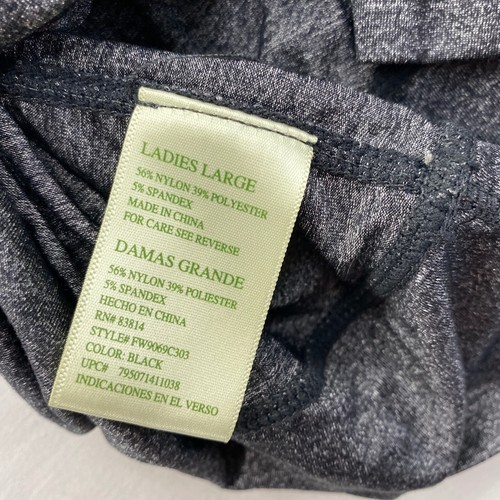 LADIES LARGE
56% NYLON 39% POLYESTER
5% SPANDEX
MADE IN CHINA
FOR CARE SEE REVERSE
DAMAS GRANDE
56% NYLON 39% POLIESTER
5% SPANDEX
HECHO EN CHINA
RN# 83814
STYLE# FW9069C303
COLOR: BLACK
UPC# 795071411038
INDICACIONES EN EL VERSO